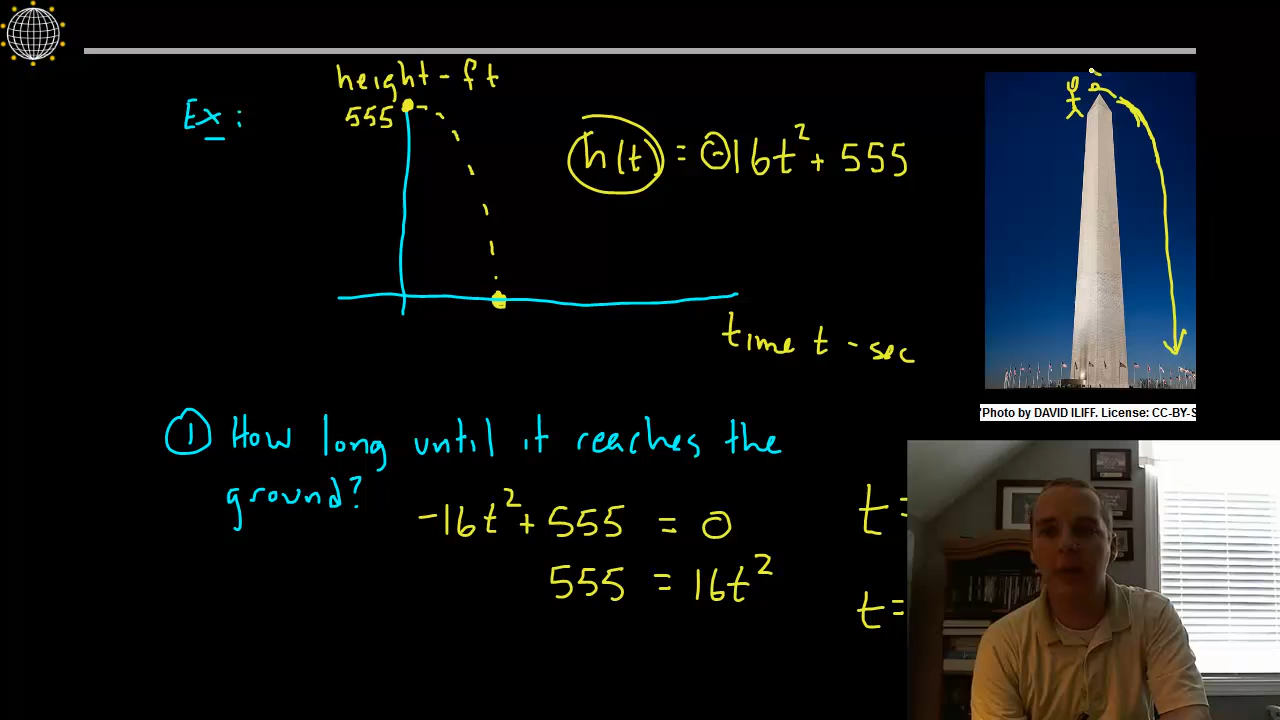 height - ft
Ex:
555
h(t) = -16t² + 555
time t - sec
"Photo by DAVID ILIFF. License: CC-BY-S
① How long until it reaches the
ground?
-16t² + 555 = 0
555 = 16t²
t=
t=